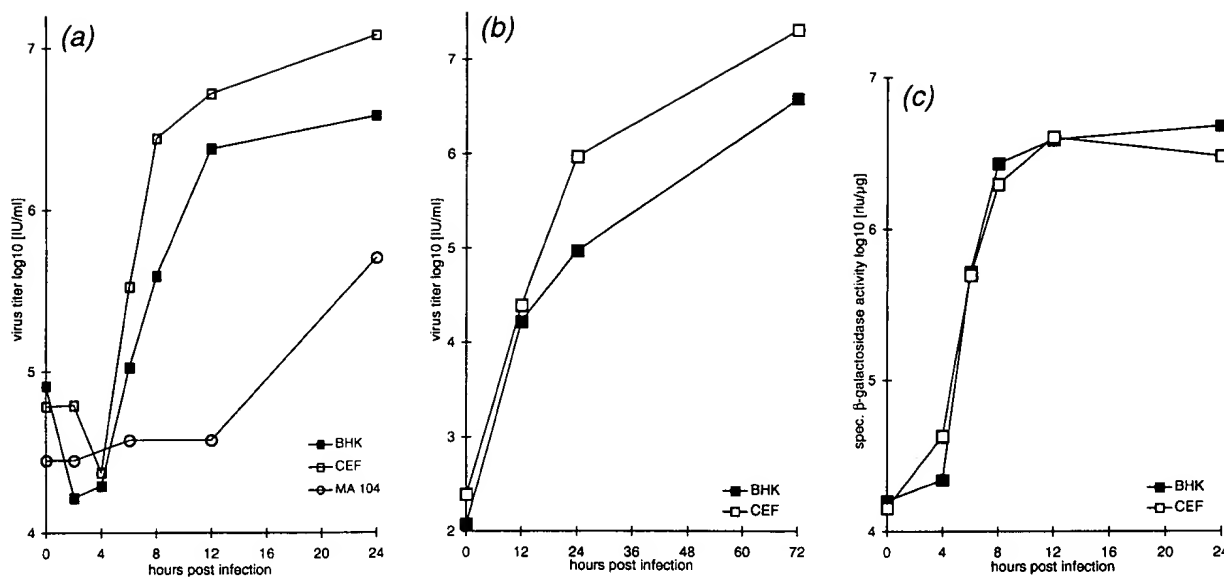 (a)
virus titer log10 [IU/ml]
7
6
5
4
0 4 8 12 16 20 24
hours post infection
BHK
CEF
MA 104
(b)
virus titer log10 [IU/ml]
7
6
5
4
3
2
0 12 24 36 48 60 72
hours post infection
BHK
CEF
(c)
spec. β-galactosidase activity log10 [rlu/µg]
7
6
5
4
0 4 8 12 16 20 24
hours post infection
BHK
CEF